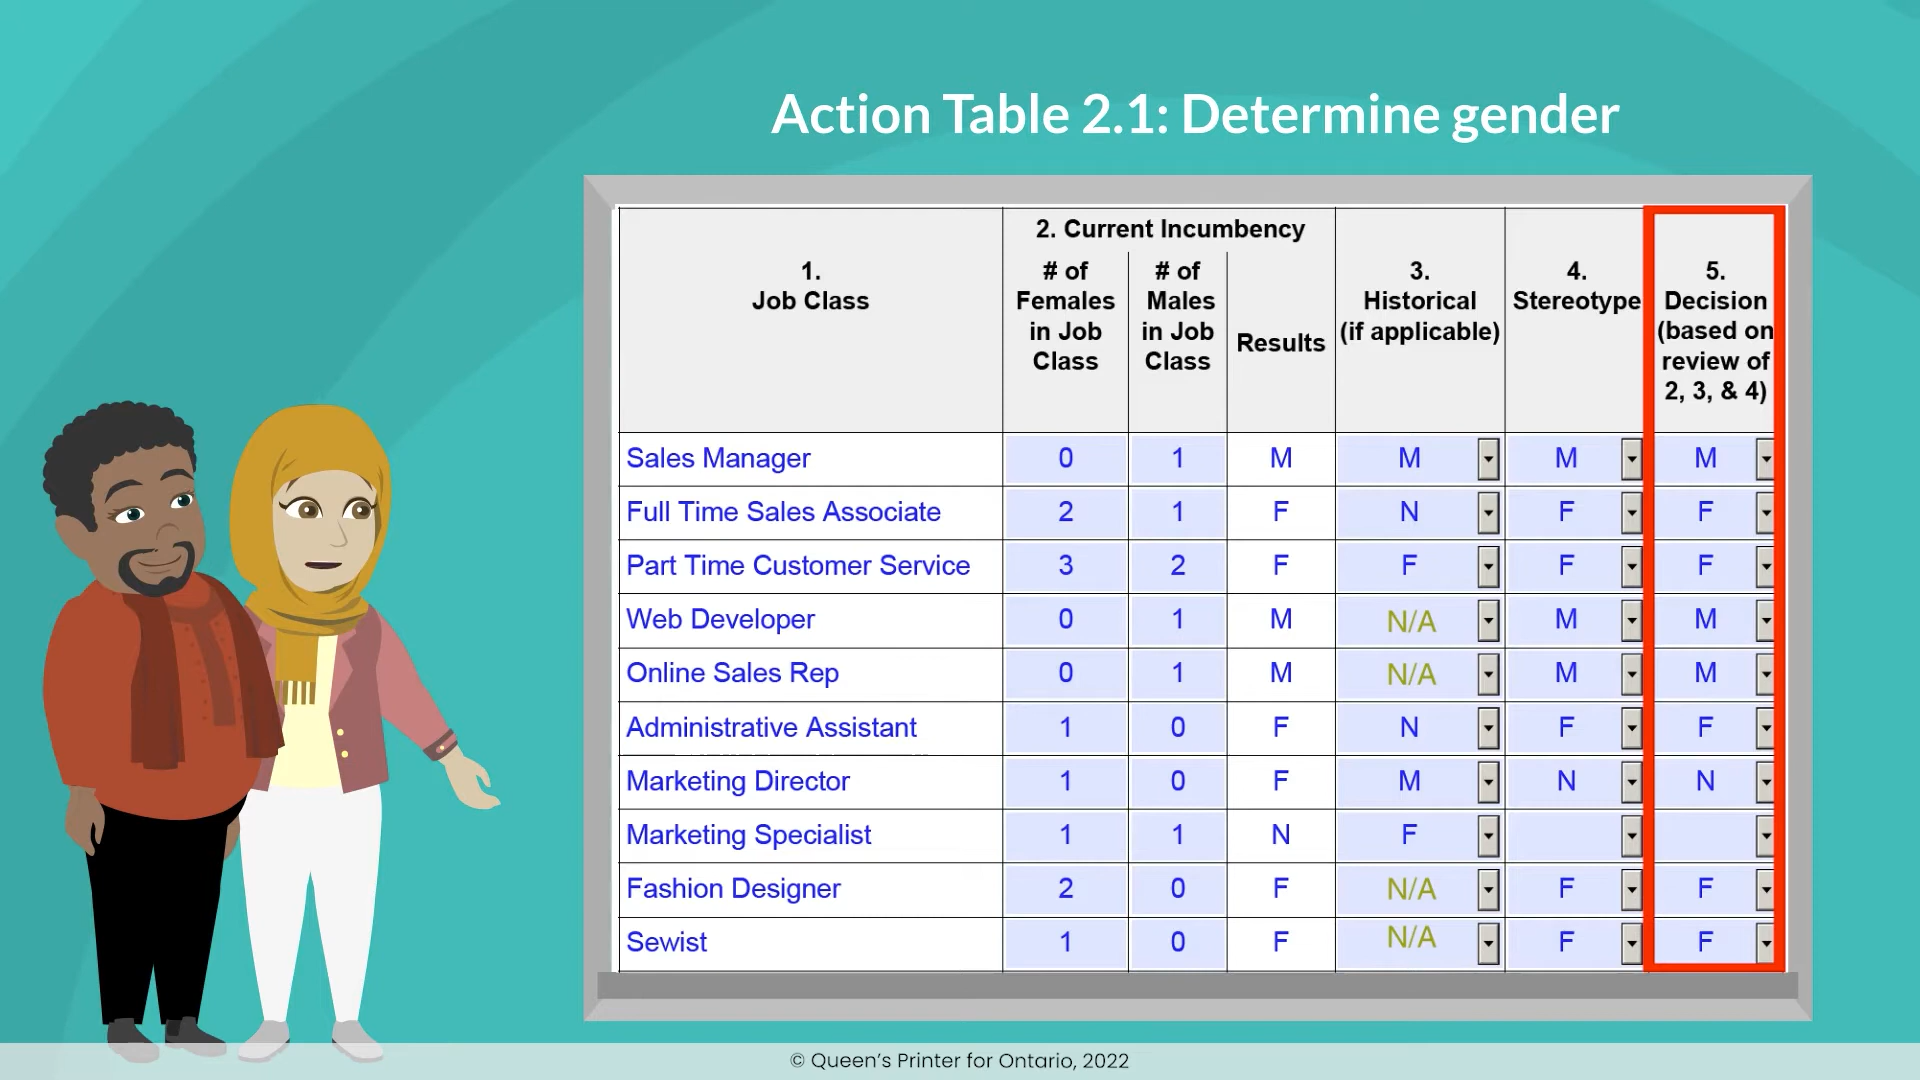 Action Table 2.1: Determine gender
1.
Job Class
2. Current Incumbency
# of
Females
in Job
Class
# of
Males
in Job
Class
Results
3.
Historical
(if applicable)
4.
Stereotype
5.
Decision
(based on
review of
2, 3, & 4)
Sales Manager 0 1 M M M M
Full Time Sales Associate 2 1 F N F F
Part Time Customer Service 3 2 F F F F
Web Developer 0 1 M N/A M M
Online Sales Rep 0 1 M N/A M M
Administrative Assistant 1 0 F N F F
Marketing Director 1 0 F M N N
Marketing Specialist 1 1 N F
Fashion Designer 2 0 F N/A F F
Sewist 1 0 F N/A F F
© Queen's Printer for Ontario, 2022